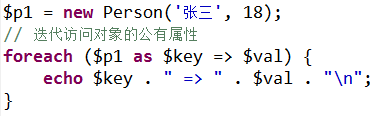 $p1 = new Person('张三', 18);
// 迭代访问对象的公有属性
foreach ($p1 as $key => $val) {
    echo $key . " => " . $val . "\n";
}